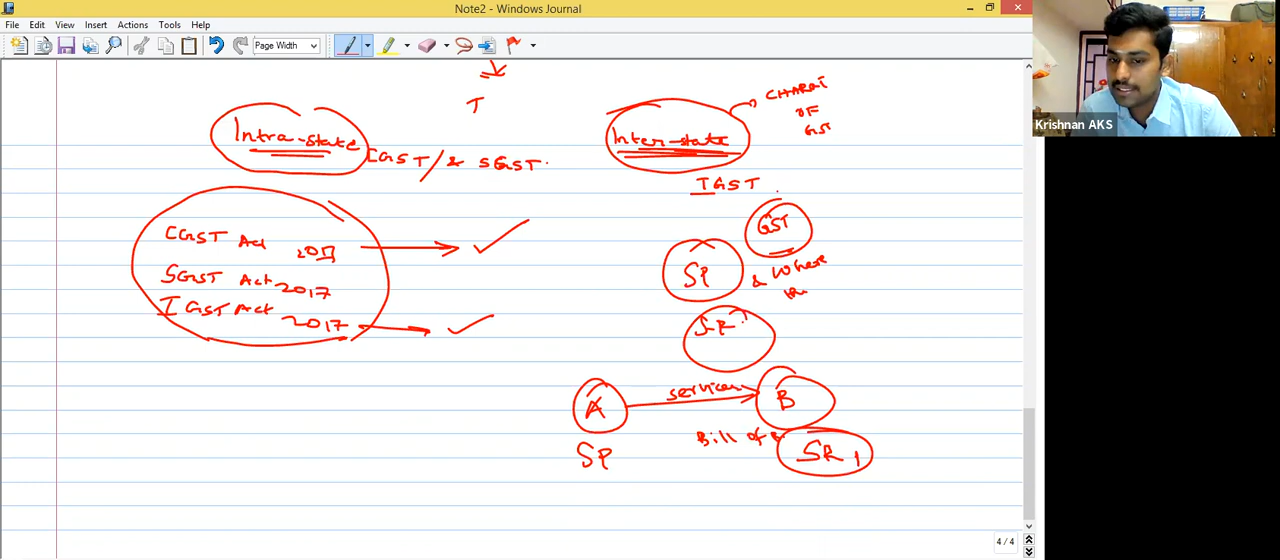 Note2 - Windows Journal
File Edit View Insert Actions Tools Help
Page Width
T
Intra-state
CGST/& SGST.
Inter-state
CHARGE
OF
GST
IGST
CGST Act 2017
SGST Act 2017
IGST Act 2017
GST
SP
& Where
SR
A
services
B
SP
Bill of
SR 1
4 / 4
Krishnan AKS